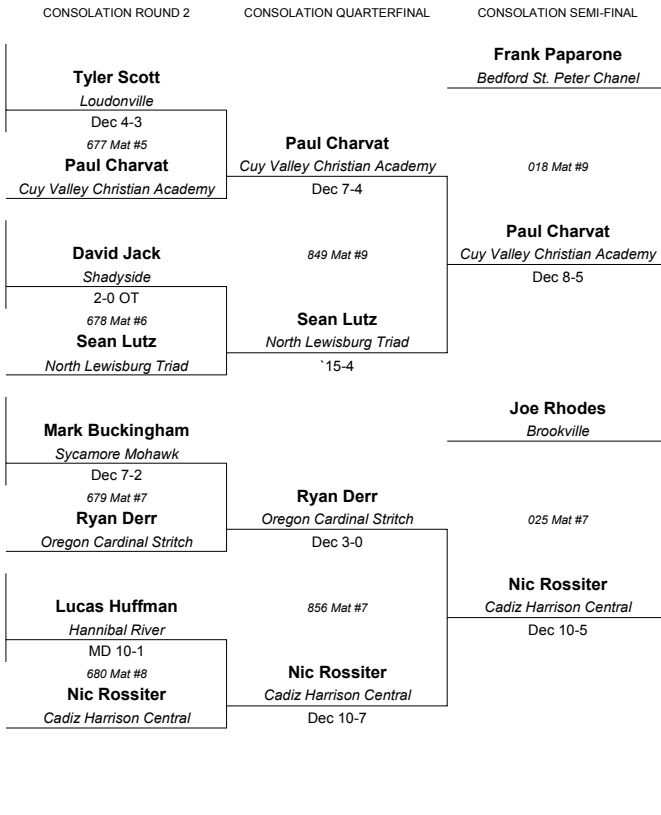 CONSOLATION ROUND 2
CONSOLATION QUARTERFINAL
CONSOLATION SEMI-FINAL
Tyler Scott
Loudonville
Dec 4-3
677 Mat #5
Paul Charvat
Cuy Valley Christian Academy
David Jack
Shadyside
2-0 OT
678 Mat #6
Sean Lutz
North Lewisburg Triad
Mark Buckingham
Sycamore Mohawk
Dec 7-2
679 Mat #7
Ryan Derr
Oregon Cardinal Stritch
Lucas Huffman
Hannibal River
MD 10-1
680 Mat #8
Nic Rossiter
Cadiz Harrison Central
Paul Charvat
Cuy Valley Christian Academy
Dec 7-4
849 Mat #9
Sean Lutz
North Lewisburg Triad
`15-4
Ryan Derr
Oregon Cardinal Stritch
Dec 3-0
856 Mat #7
Nic Rossiter
Cadiz Harrison Central
Dec 10-7
Frank Paparone
Bedford St. Peter Chanel
018 Mat #9
Paul Charvat
Cuy Valley Christian Academy
Dec 8-5
Joe Rhodes
Brookville
025 Mat #7
Nic Rossiter
Cadiz Harrison Central
Dec 10-5